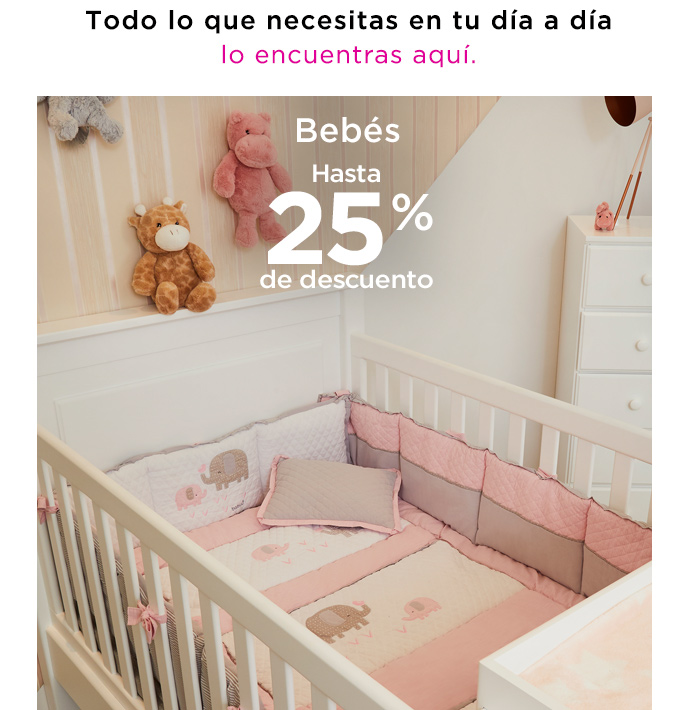 Todo lo que necesitas en tu día a día
lo encuentras aquí.
Bebés
Hasta
25%
de descuento